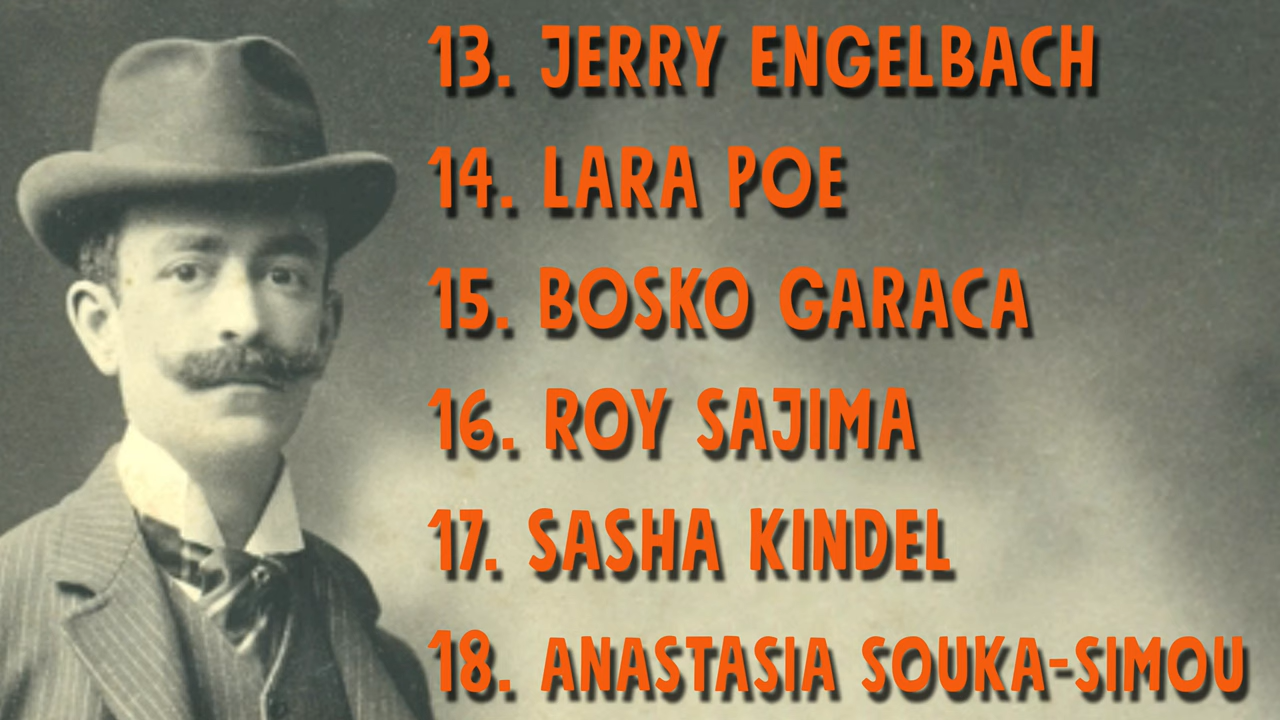 13. JERRY ENGELBACH
14. LARA POE
15. BOSKO GARACA
16. ROY SAJIMA
17. SASHA KINDEL
18. ANASTASIA SOUKA-SIMOU